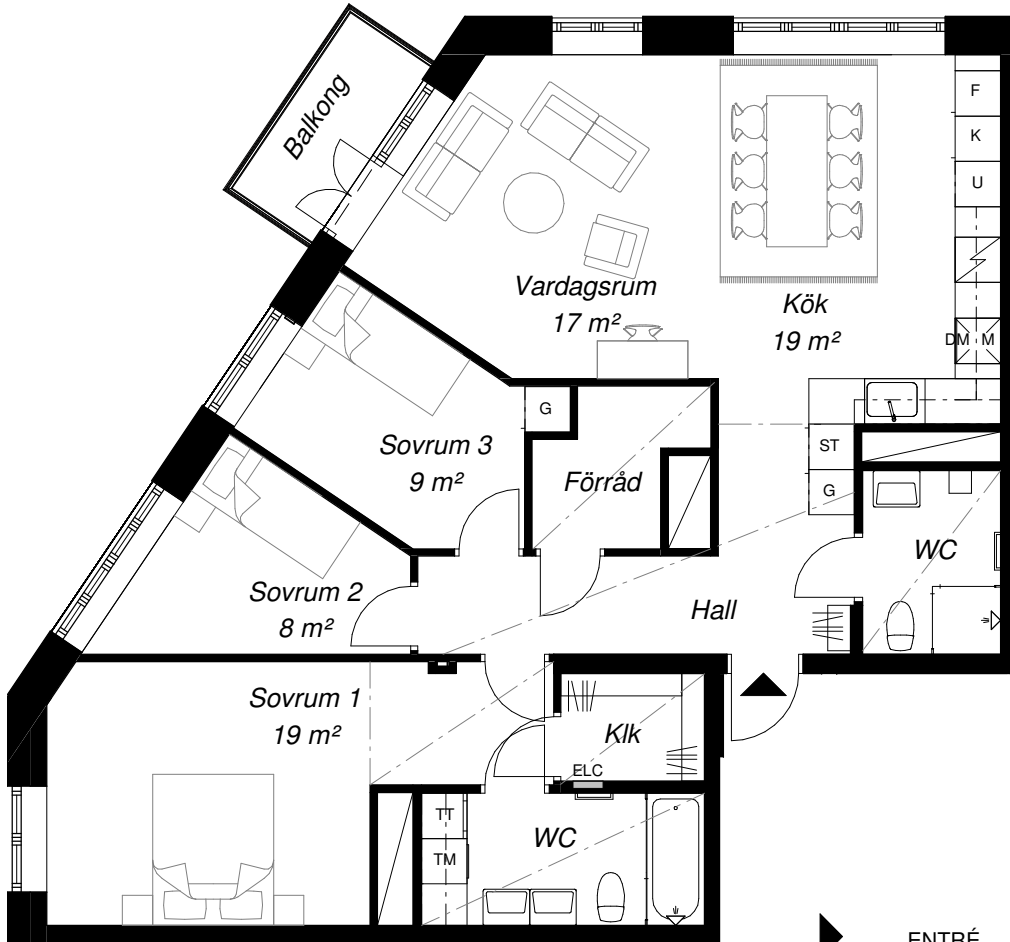 Balkong
F
K
U
Vardagsrum
17 m²
Kök
19 m²
DM M
G
Sovrum 3
9 m²
Förråd
ST
G
WC
Sovrum 2
8 m²
Hall
Sovrum 1
19 m²
Klk
ELC
TT
TM
WC
ENTRÉ